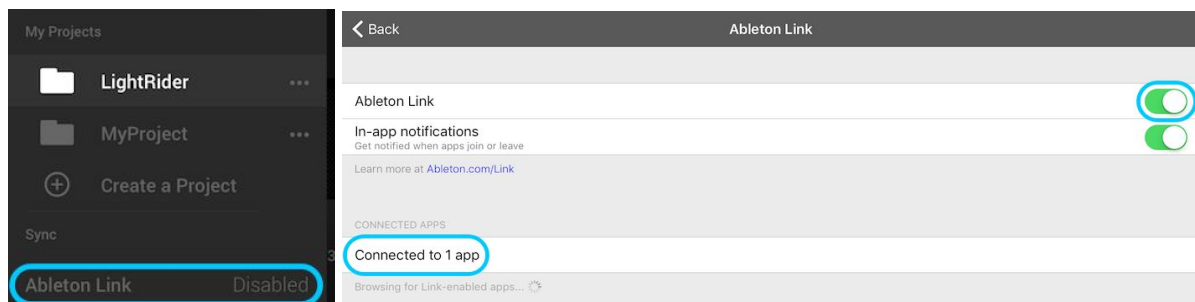 My Projects
LightRider
MyProject
Create a Project
Sync
Ableton Link Disabled
3
Back
Ableton Link
Ableton Link
In-app notifications
Get notified when apps join or leave
Learn more at Ableton.com/Link
CONNECTED APPS
Connected to 1 app
Browsing for Link-enabled apps...